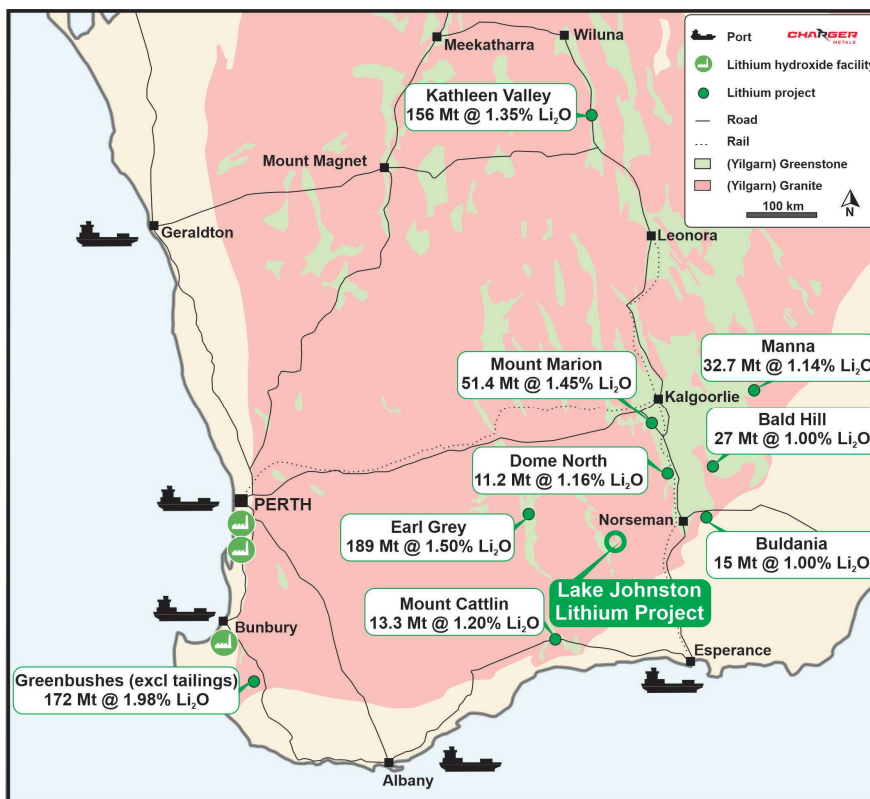 Port
CHARGER
METALS
Lithium hydroxide facility
Lithium project
Road
Rail
(Yilgarn) Greenstone
(Yilgarn) Granite
100 km
N
Meekatharra
Wiluna
Kathleen Valley
156 Mt @ 1.35% Li₂O
Mount Magnet
Geraldton
Leonora
Manna
32.7 Mt @ 1.14% Li₂O
Mount Marion
51.4 Mt @ 1.45% Li₂O
Kalgoorlie
Bald Hill
27 Mt @ 1.00% Li₂O
Dome North
11.2 Mt @ 1.16% Li₂O
PERTH
Earl Grey
189 Mt @ 1.50% Li₂O
Norseman
Buldania
15 Mt @ 1.00% Li₂O
Lake Johnston
Lithium Project
Mount Cattlin
13.3 Mt @ 1.20% Li₂O
Bunbury
Esperance
Greenbushes (excl tailings)
172 Mt @ 1.98% Li₂O
Albany